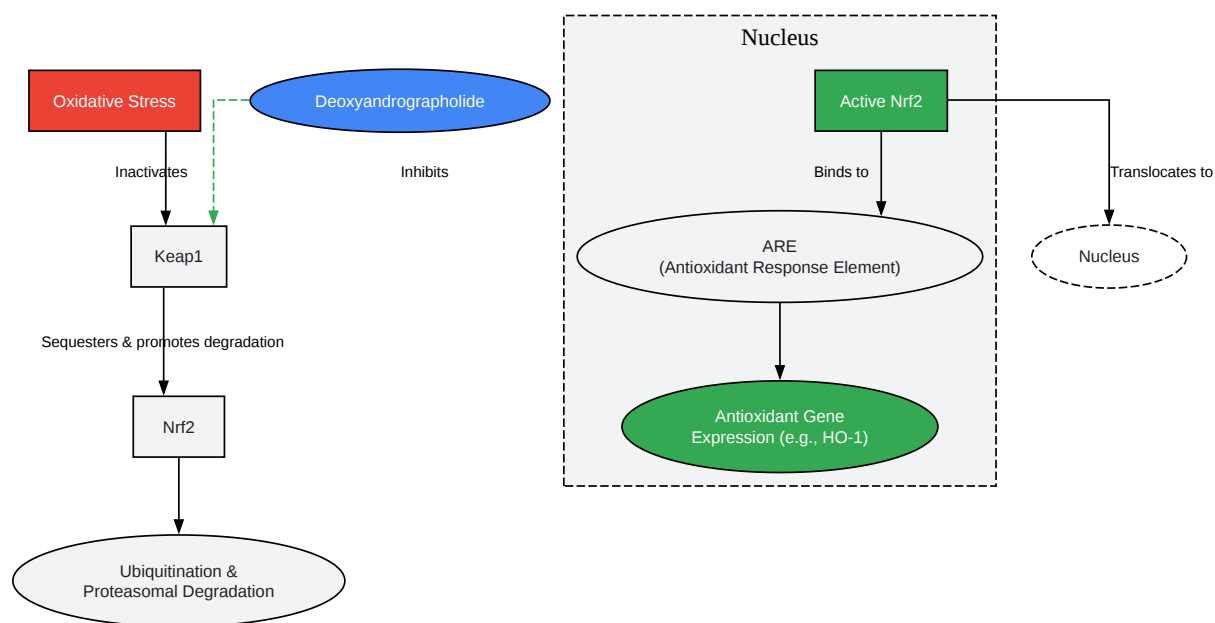 Nucleus
Oxidative Stress
Deoxyandrographolide
Active Nrf2
Inactivates
Inhibits
Binds to
Translocates to
Keap1
ARE
(Antioxidant Response Element)
Nucleus
Sequesters & promotes degradation
Nrf2
Antioxidant Gene
Expression (e.g., HO-1)
Ubiquitination &
Proteasomal Degradation